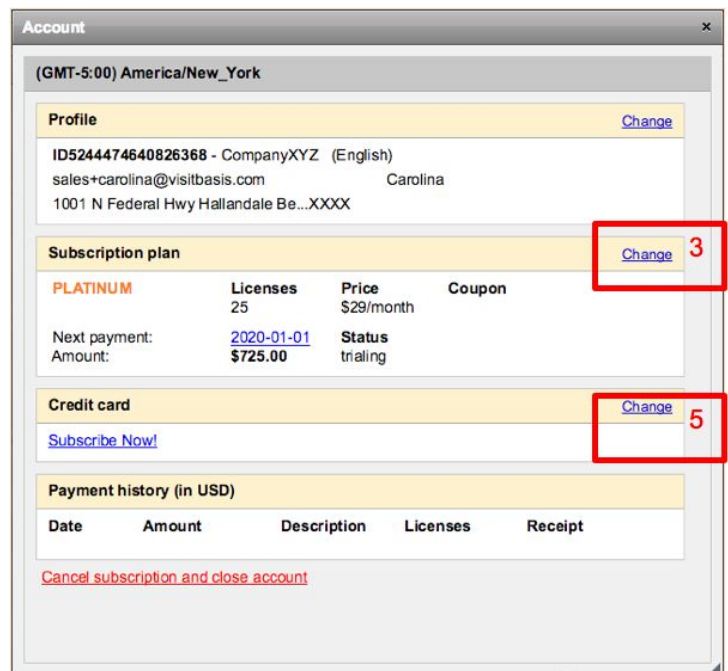 Account ×
(GMT-5:00) America/New_York
Profile Change
ID5244474640826368 - CompanyXYZ (English)
sales+carolina@visitbasis.com Carolina
1001 N Federal Hwy Hallandale Be...XXXX
Subscription plan Change 3
PLATINUM Licenses Price Coupon
25 $29/month
Next payment: 2020-01-01 Status
Amount: $725.00 trialing
Credit card Change 5
Subscribe Now!
Payment history (in USD)
Date Amount Description Licenses Receipt
Cancel subscription and close account